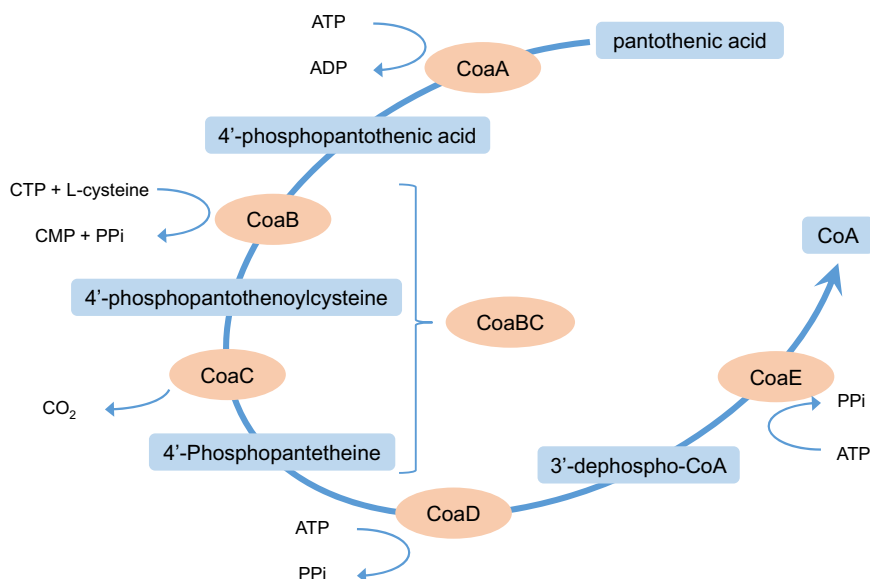 ATP
pantothenic acid
CoaA
ADP
4’-phosphopantothenic acid
CTP + L-cysteine
CoaB
CMP + PPi
CoA
4’-phosphopantothenoylcysteine
CoaBC
CoaC
CoaE
CO2
PPi
4’-Phosphopantetheine
3’-dephospho-CoA
ATP
CoaD
ATP
PPi